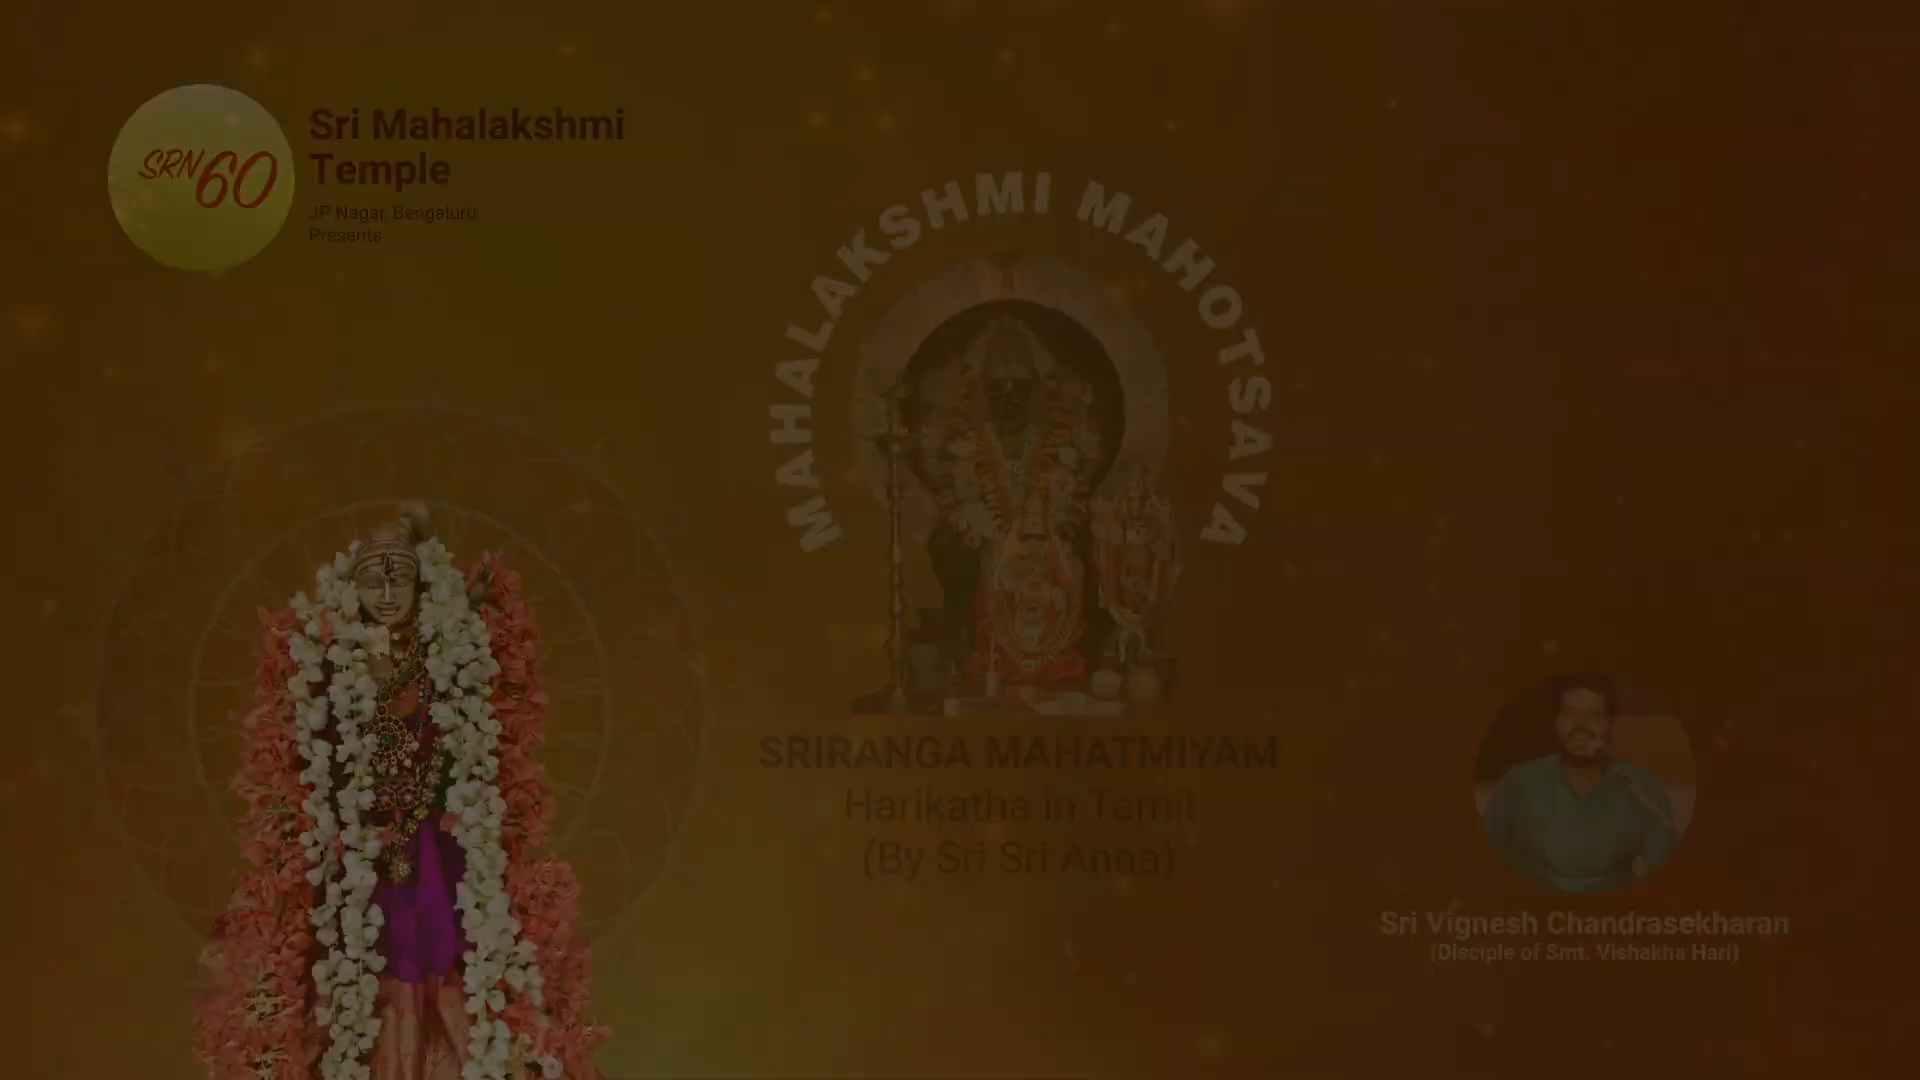 SRN 60
Sri Mahalakshmi
Temple
JP Nagar, Bengaluru
Presents
MAHALAKSHMI MAHOTSAVA
SRIRANGA MAHATMIYAM
Harikatha in Tamil
(By Sri Sri Anna)
Sri Vignesh Chandrasekharan
(Disciple of Smt. Vishakha Hari)